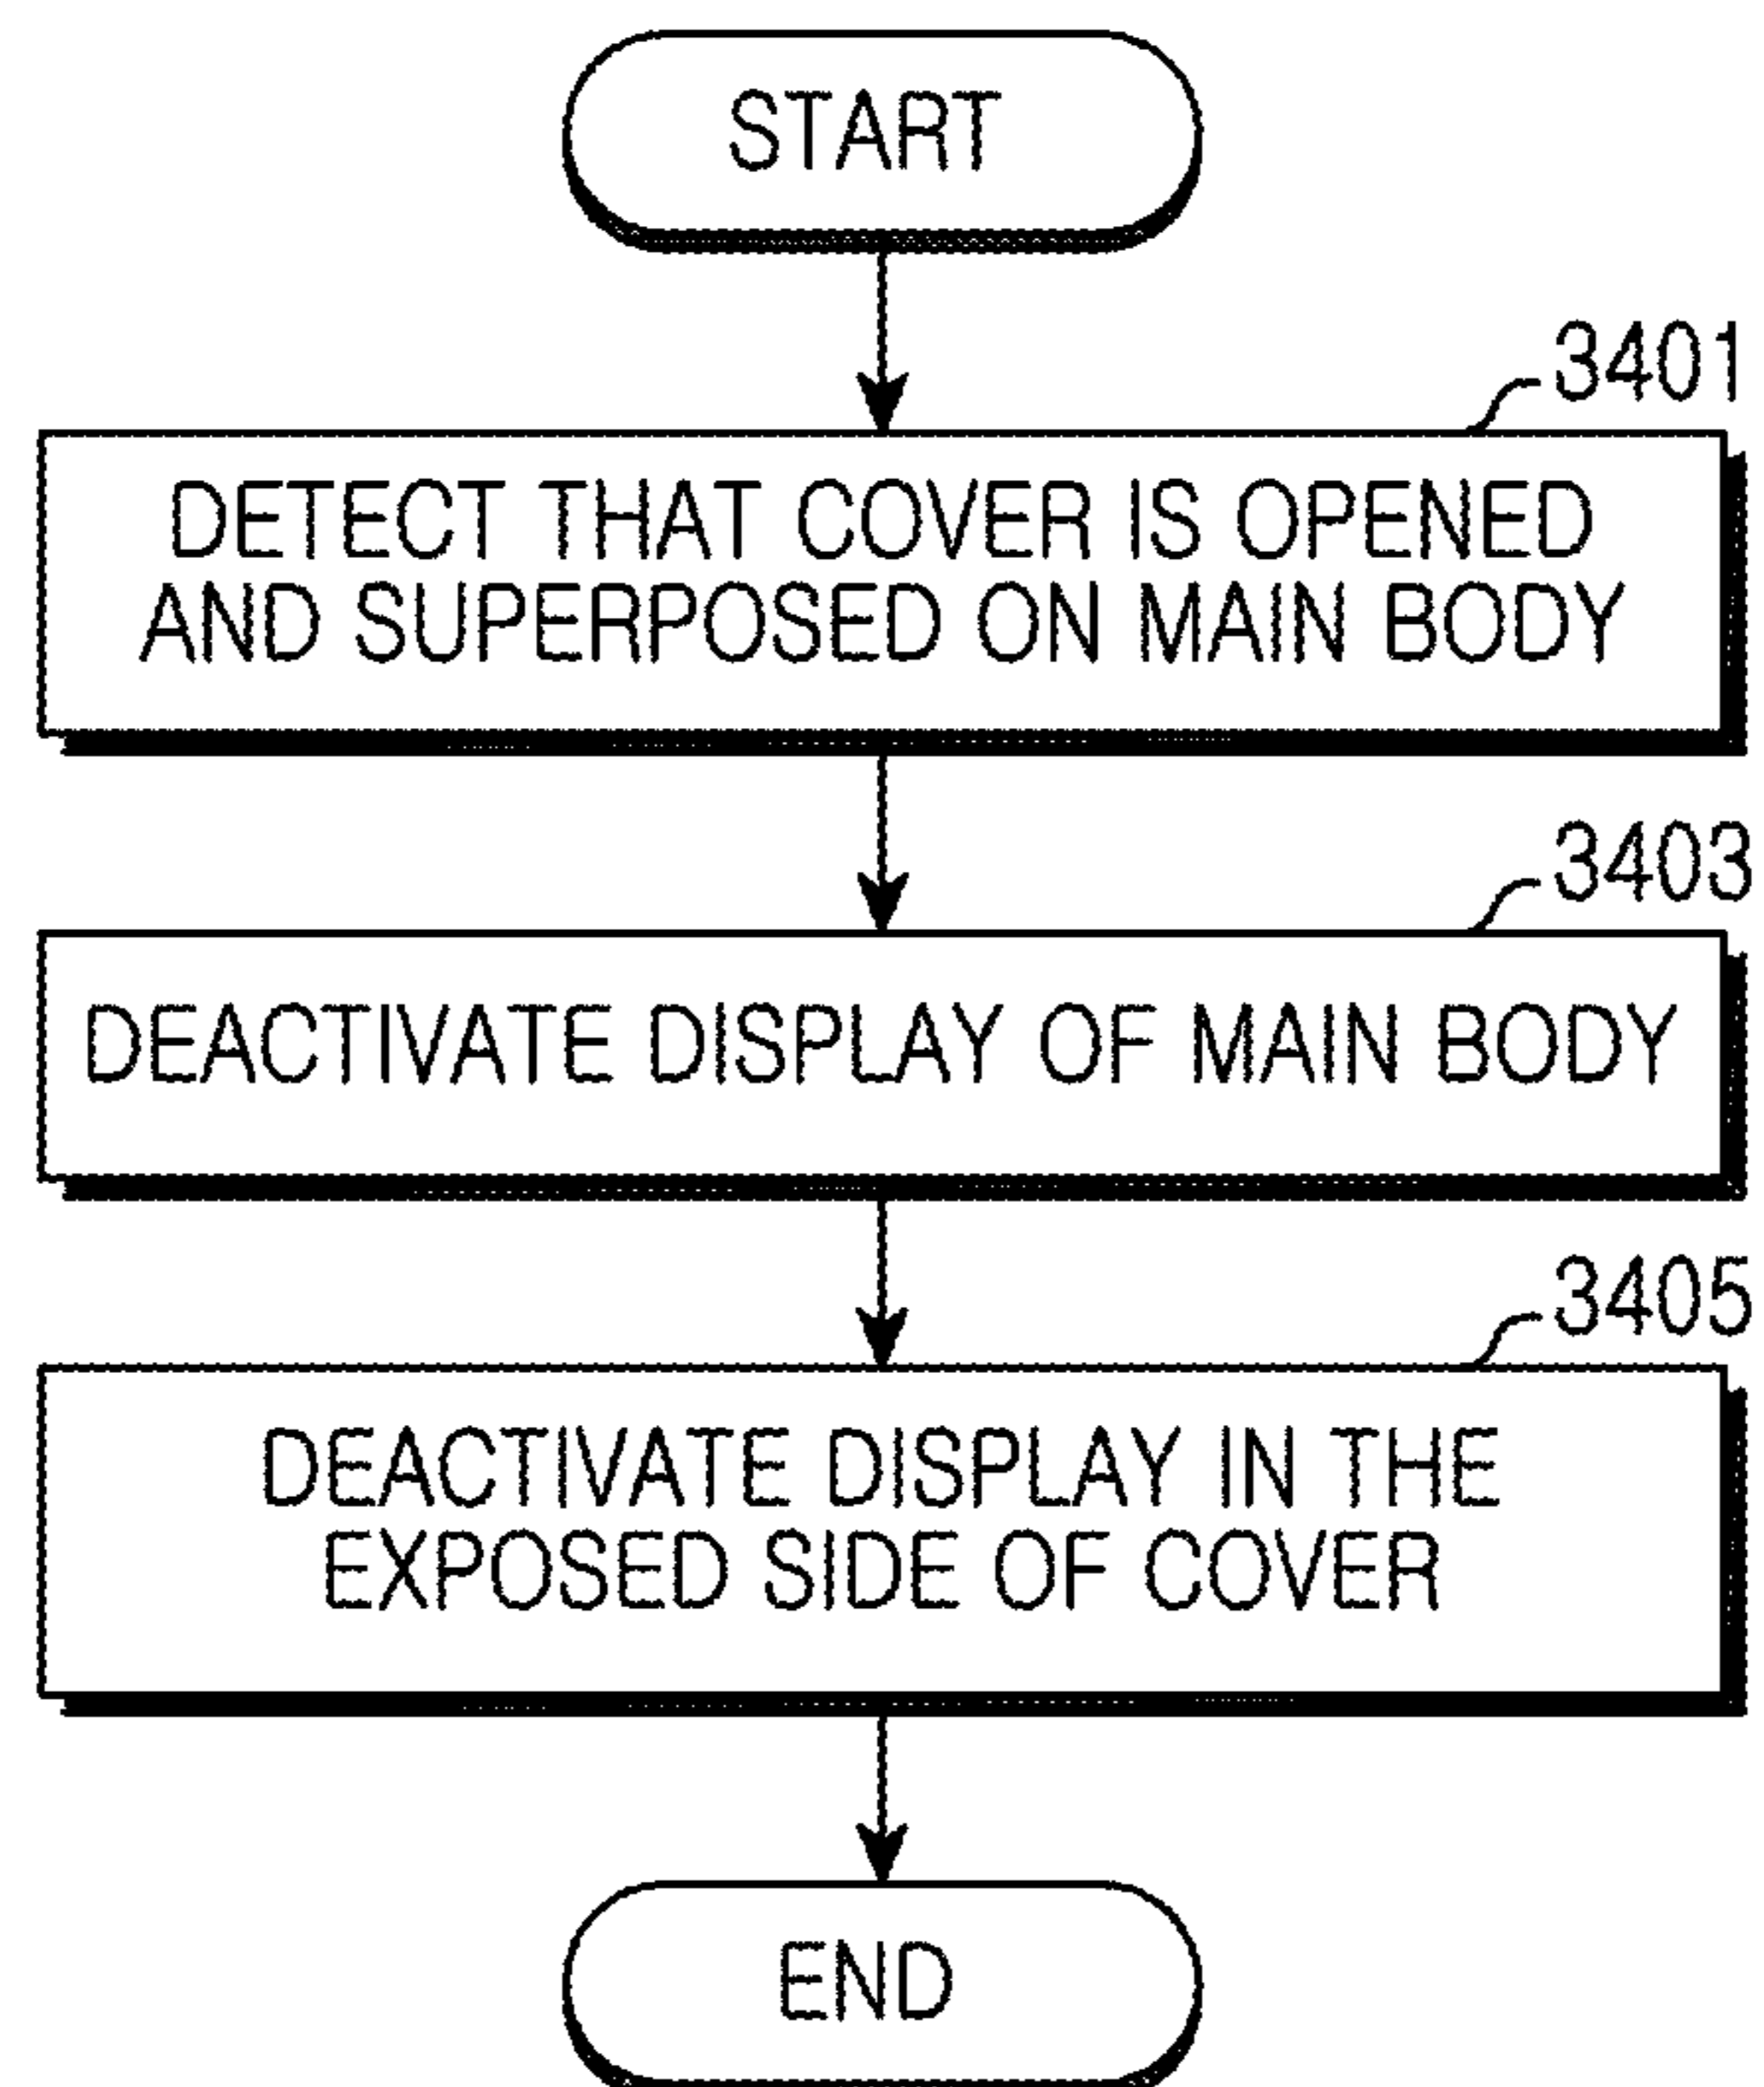 START
3401
DETECT THAT COVER IS OPENED
AND SUPERPOSED ON MAIN BODY
3403
DEACTIVATE DISPLAY OF MAIN BODY
3405
DEACTIVATE DISPLAY IN THE
EXPOSED SIDE OF COVER
END